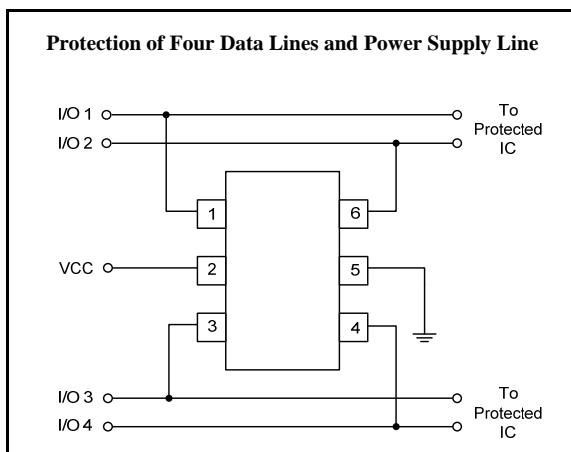 Protection of Four Data Lines and Power Supply Line
I/O 1
To
Protected
IC
I/O 2
1
6
VCC
2
5
3
4
I/O 3
To
Protected
IC
I/O 4